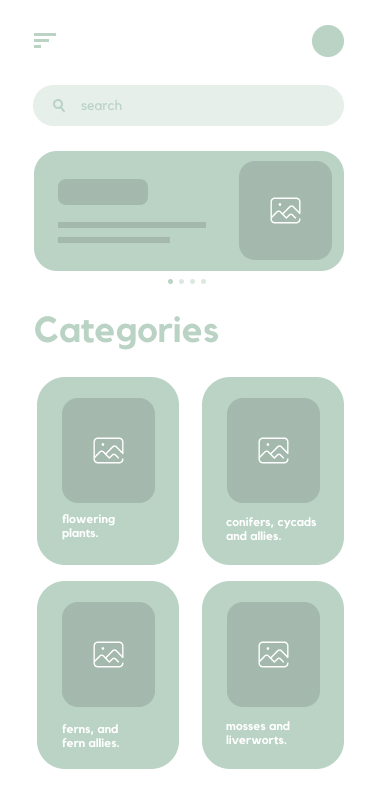 search
Categories
flowering
plants.
conifers, cycads
and allies.
ferns, and
fern allies.
mosses and
liverworts.